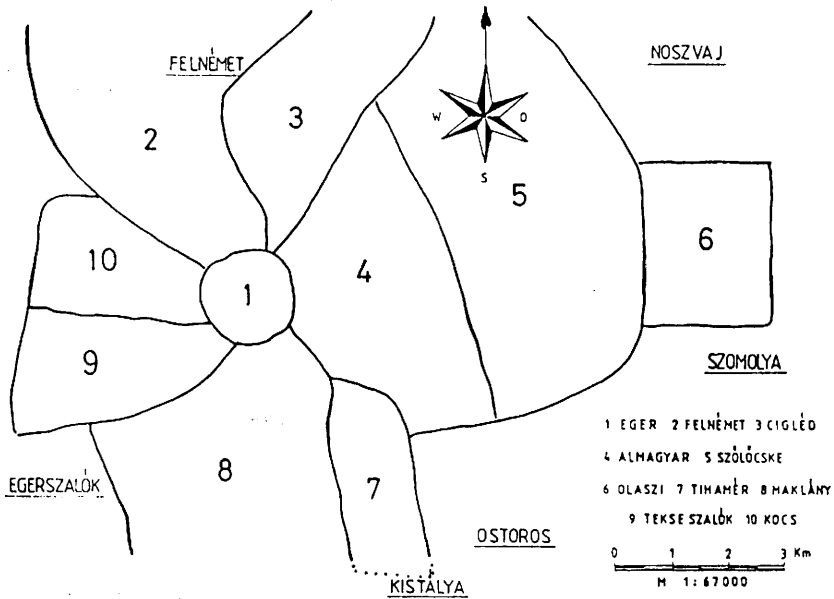 FELNÉMET
NOSZVAJ
2
3
W
O
S
5
10
4
6
1
9
SZOMOLYA
1 EGER 2 FELNÉMET 3 CIGLÉD
4 ALMAGYAR 5 SZŐLŐCSKE
6 OLASZI 7 TIHAMÉR 8 MAKLÁNY
9 TEKSESZALÓK 10 KOCS
EGERSZALÓK
8
7
OSTOROS
0 1 2 3 Km
M 1:67000
KISTÁLYA